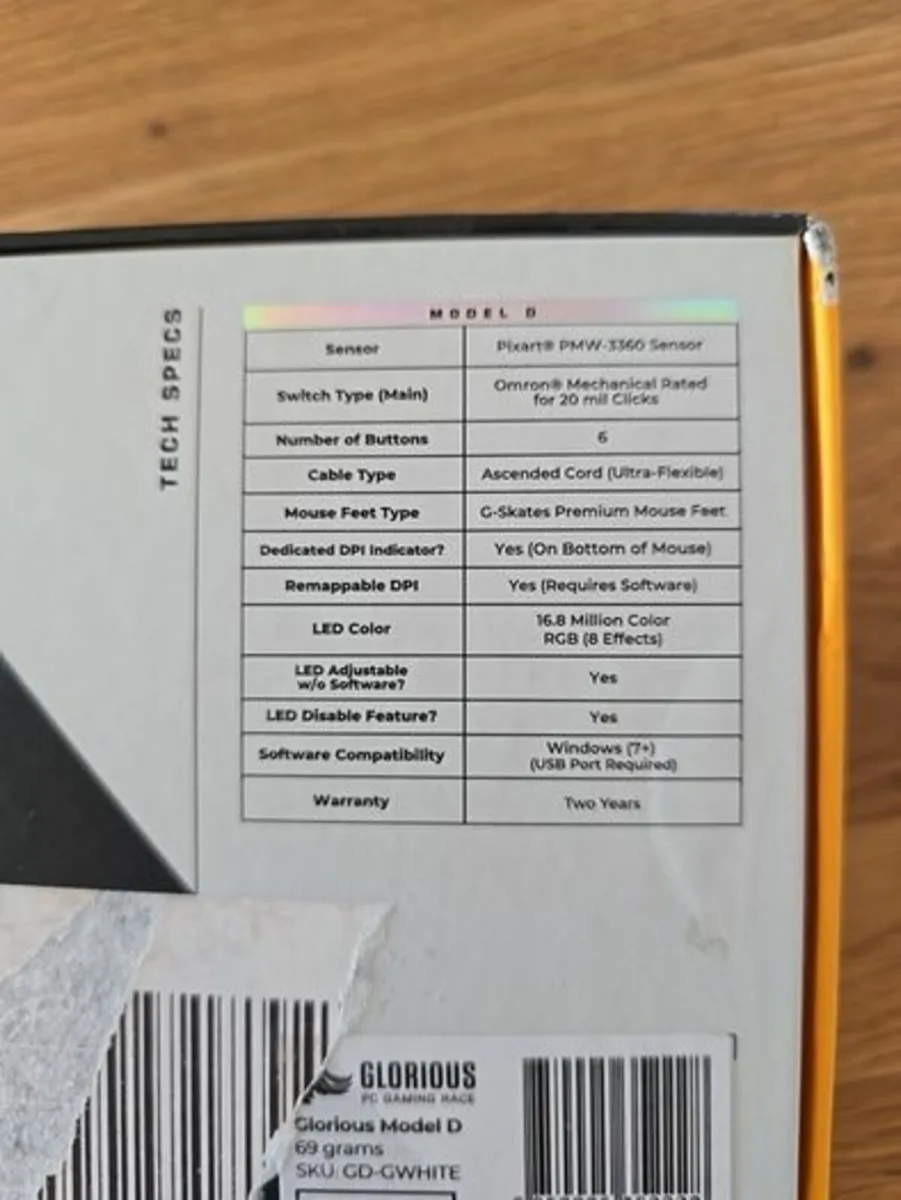 TECH SPECS
MODEL D
Sensor
Pixart® PMW-3360 Sensor
Switch Type (Main)
Omron® Mechanical Rated
for 20 mil Clicks
Number of Buttons
6
Cable Type
Ascended Cord (Ultra-Flexible)
Mouse Feet Type
G-Skates Premium Mouse Feet
Dedicated DPI Indicator?
Yes (On Bottom of Mouse)
Remappable DPI
Yes (Requires Software)
LED Color
16.8 Million Color
RGB (8 Effects)
LED Adjustable
w/o Software?
Yes
LED Disable Feature?
Yes
Software Compatibility
Windows (7+)
(USB Port Required)
Warranty
Two Years
GLORIOUS
PC GAMING RACE
Glorious Model D
69 grams
SKU: GD-GWHITE